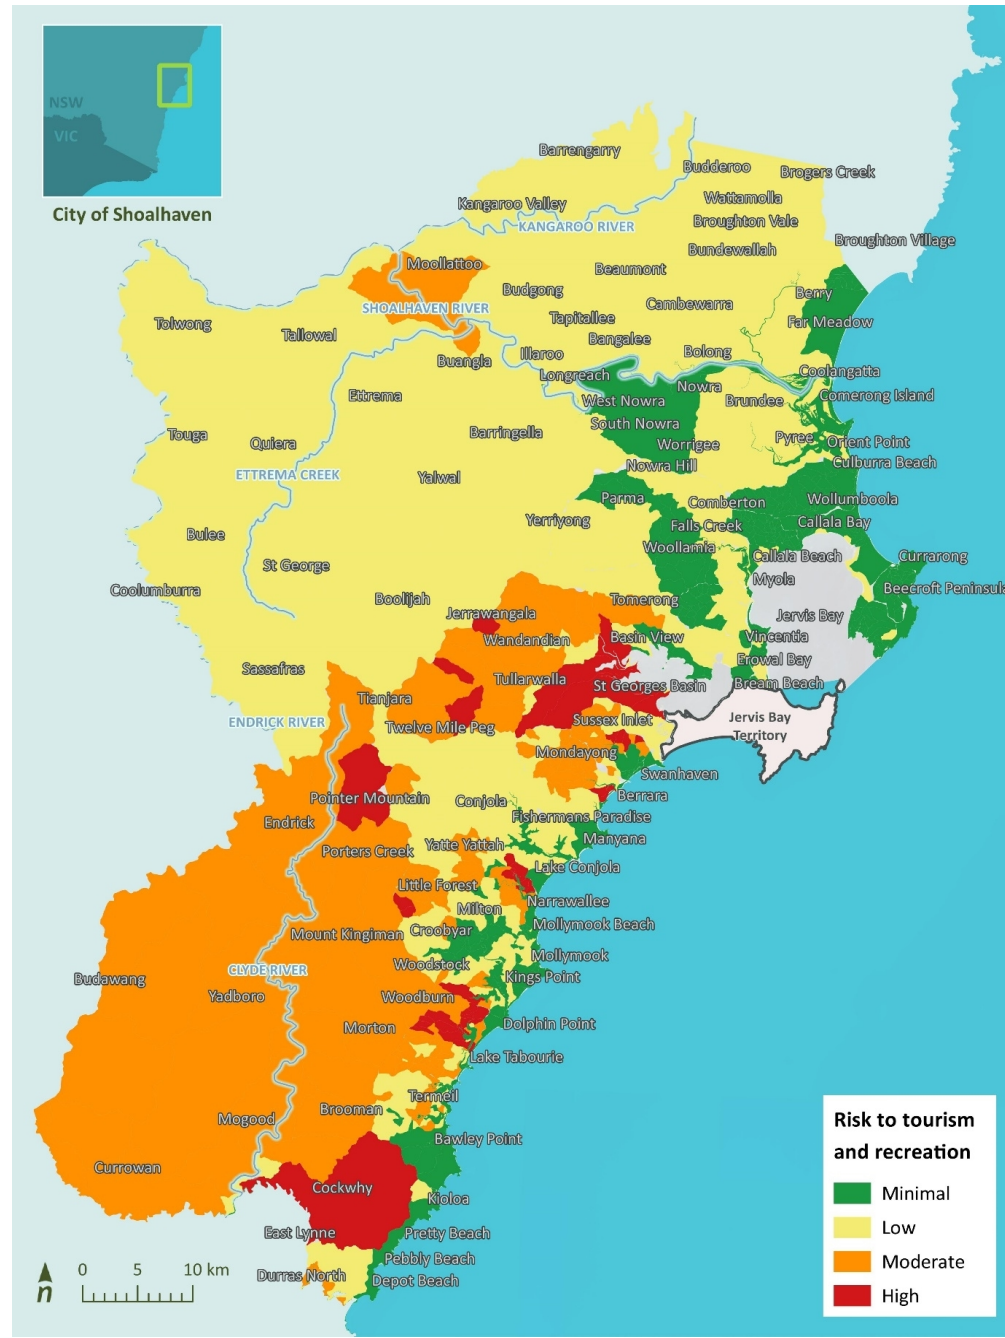 NSW
VIC
City of Shoalhaven
Barrengarry
Budderoo
Brogers Creek
Wattamolla
Kangaroo Valley
Broughton Vale
KANGAROO RIVER
Broughton Village
Bundewallah
Moollattoo
Beaumont
Budgong
Berry
Cambewarra
SHOALHAVEN RIVER
Tapitallee
Far Meadow
Tolwong
Tallowal
Bangalee
Illaroo
Bolong
Buangla
Longreach
Coolangatta
Nowra
Ettrema
Comerong Island
West Nowra
Brundee
South Nowra
Touga
Barringella
Pyree
Quiera
Orient Point
Worrigee
Culburra Beach
Nowra Hill
ETTREMA CREEK
Yalwal
Parma
Wollumboola
Comberton
Yerriyong
Callala Bay
Falls Creek
Bulee
Woollamia
Callala Beach
Currarong
St George
Myola
Coolumburra
Beecroft Peninsula
Boolijah
Tomerong
Jerrawangala
Jervis Bay
Wandandian
Basin View
Vincentia
Erowal Bay
Sassafras
Tullarwalla
St Georges Basin
Bream Beach
Tianjara
ENDRICK RIVER
Sussex Inlet
Jervis Bay
Territory
Twelve Mile Peg
Mondayong
Swanhaven
Pointer Mountain
Conjola
Berrara
Fishermans Paradise
Endrick
Manyana
Yatte Yattah
Porters Creek
Lake Conjola
Little Forest
Narrawallee
Milton
Mollymook Beach
Croobyar
Mount Kingiman
Mollymook
Woodstock
CLYDE RIVER
Kings Point
Budawang
Yadboro
Woodburn
Dolphin Point
Morton
Lake Tabourie
Termeil
Brooman
Mogood
Bawley Point
Currowan
Cockwhy
Kioloa
East Lynne
Pretty Beach
Pebbly Beach
Durras North
Depot Beach
n
0 5 10 km
Risk to tourism
and recreation
Minimal
Low
Moderate
High